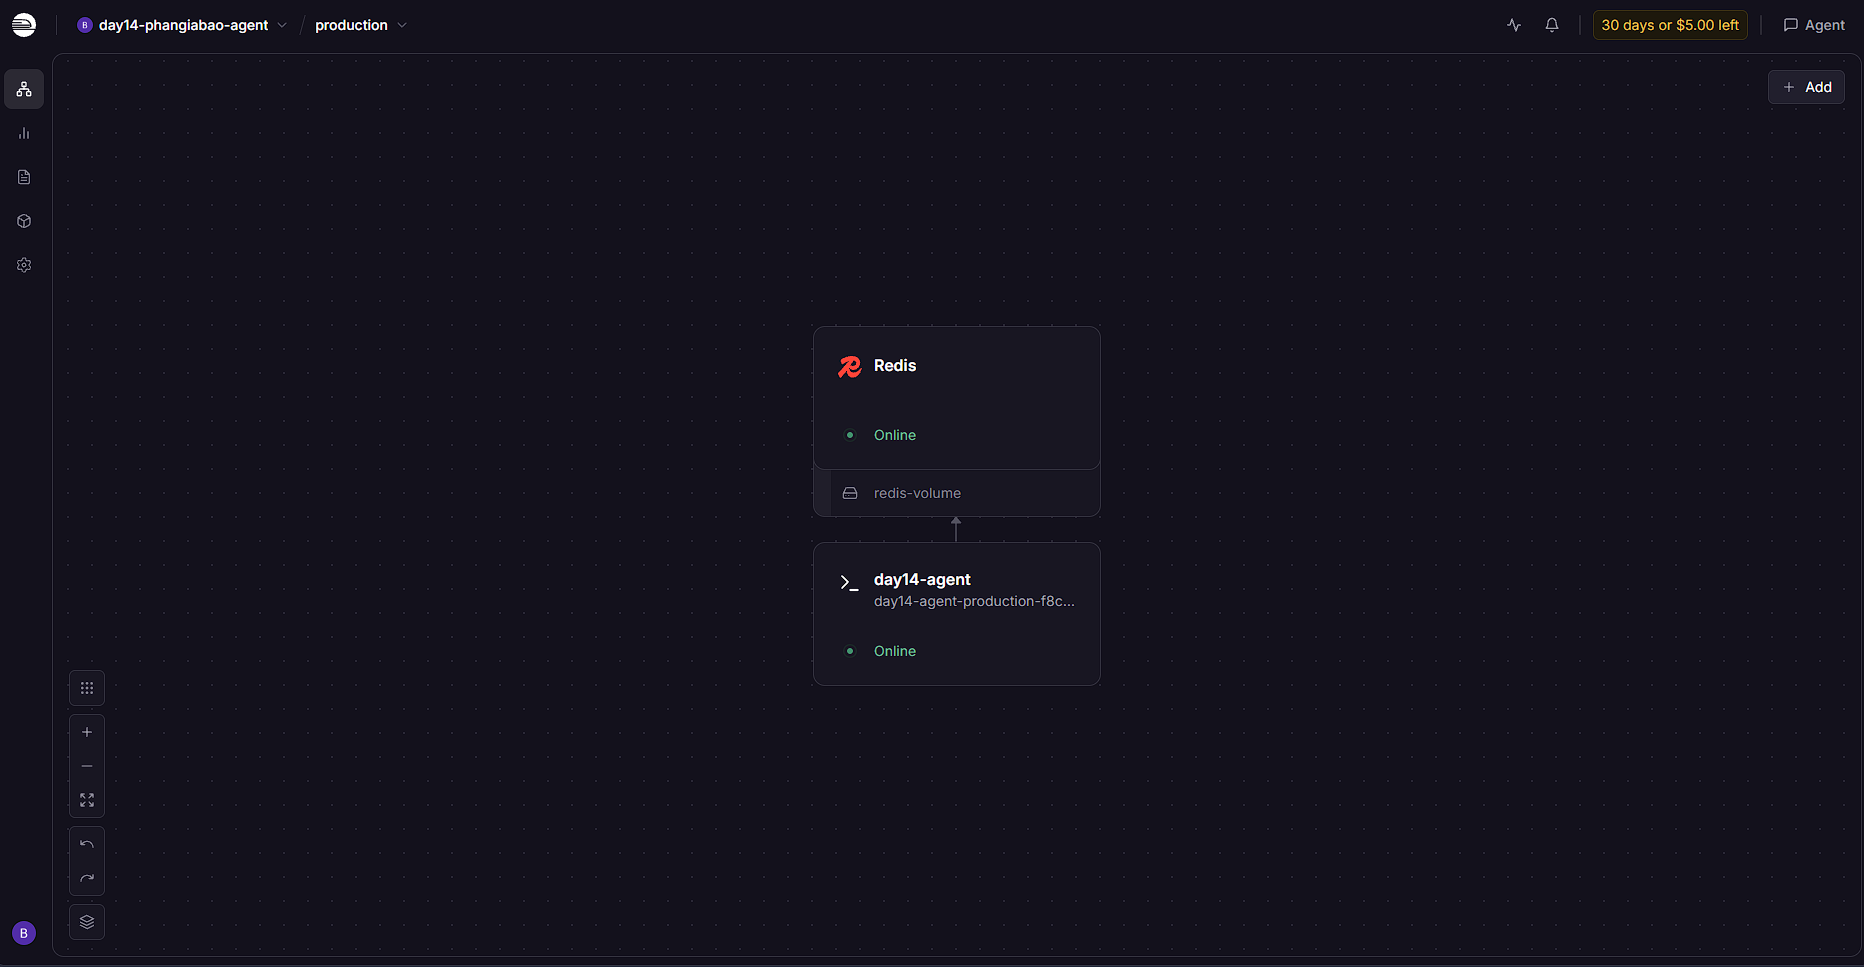 B day14-phangiabao-agent / production
30 days or $5.00 left
Agent
+ Add
Redis
Online
redis-volume
day14-agent
day14-agent-production-f8c...
Online
B